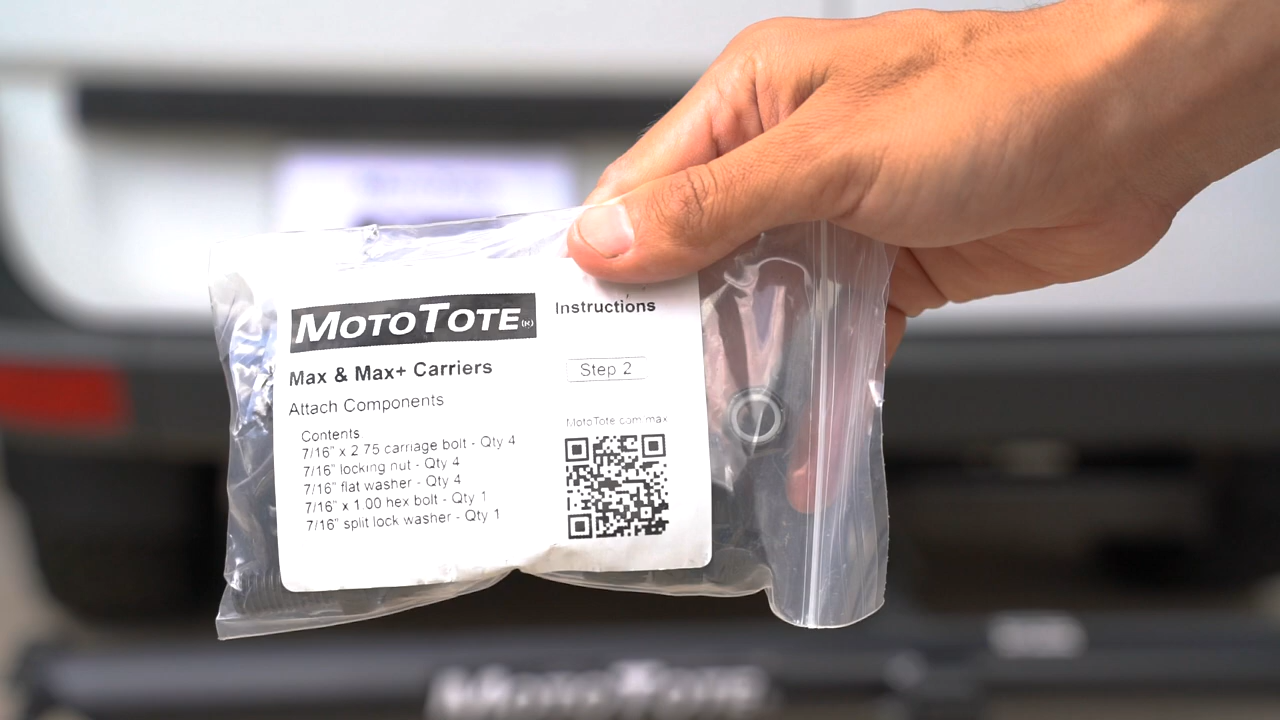 MOTOTOTE(R)
Max & Max+ Carriers
Attach Components
Contents
7/16" x 2.75 carriage bolt - Qty 4
7/16" locking nut - Qty 4
7/16" flat washer - Qty 4
7/16" x 1.00 hex bolt - Qty 1
7/16" split lock washer - Qty 1
Instructions
Step 2
MotoTote.com/max
MOTOTOTE